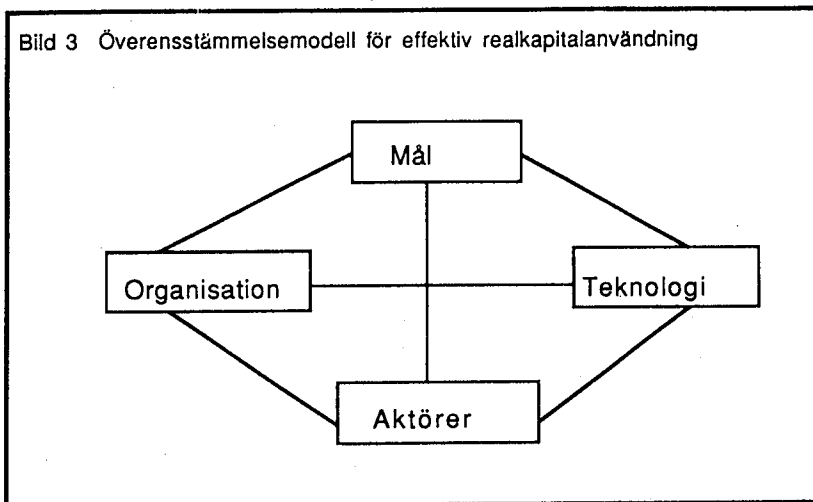 Bild 3 Överensstämmelsemodell för effektiv realkapitalanvändning
Mål
Organisation
Teknologi
Aktörer